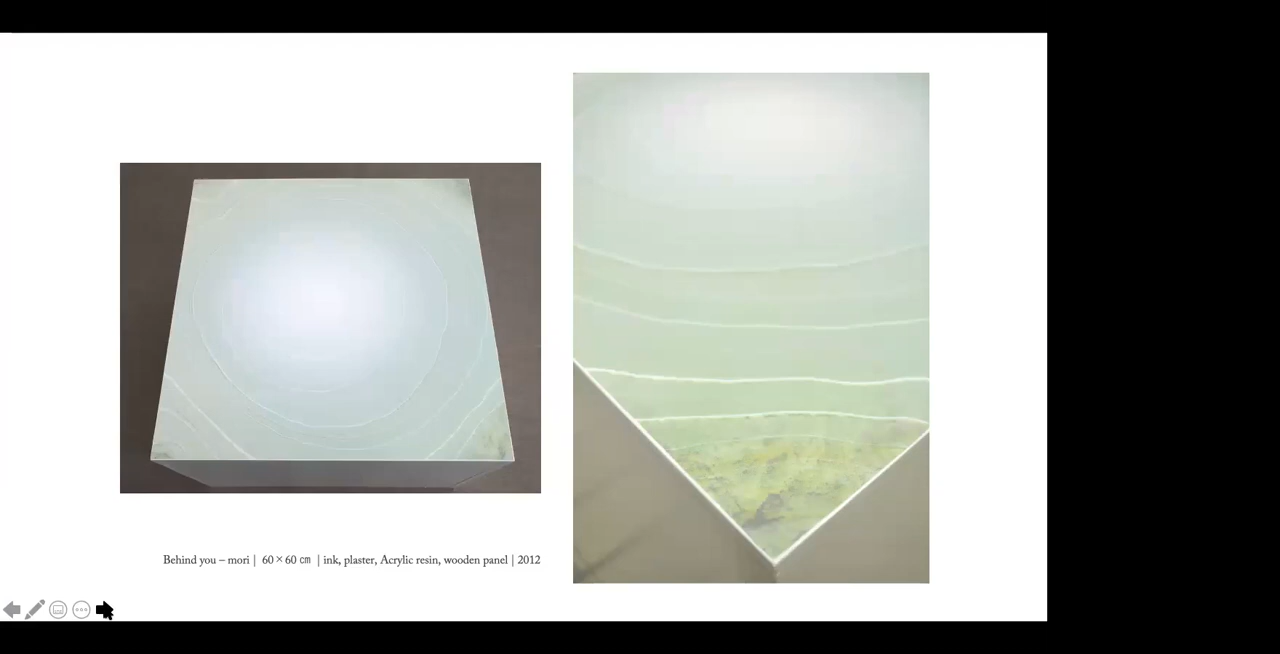 Behind you – mori | 60×60 ㎝ | ink, plaster, Acrylic resin, wooden panel | 2012